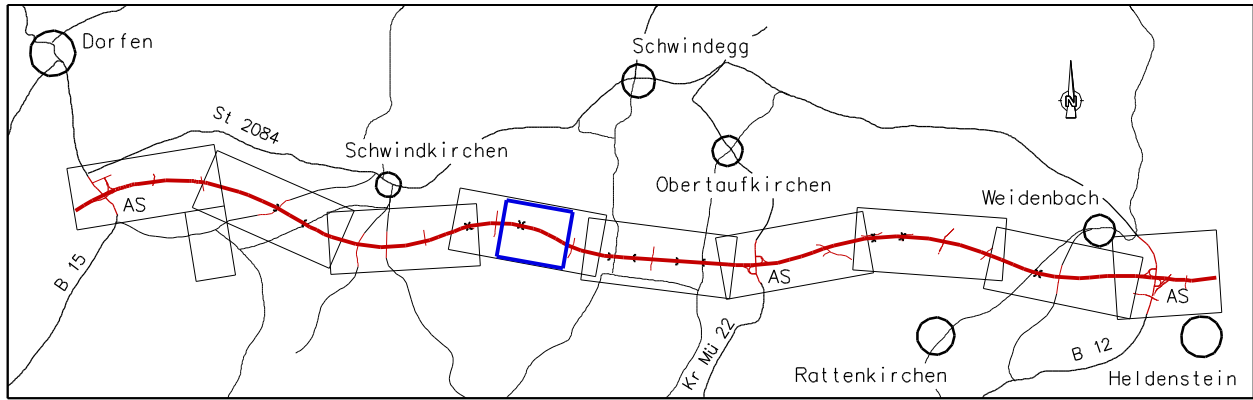 Dorfen
Schwindegg
N
St 2084
Schwindkirchen
Obertaufkirchen
Weidenbach
AS
B 15
AS
AS
Kr Mü 22
B 12
Rattenkirchen
Heldenstein